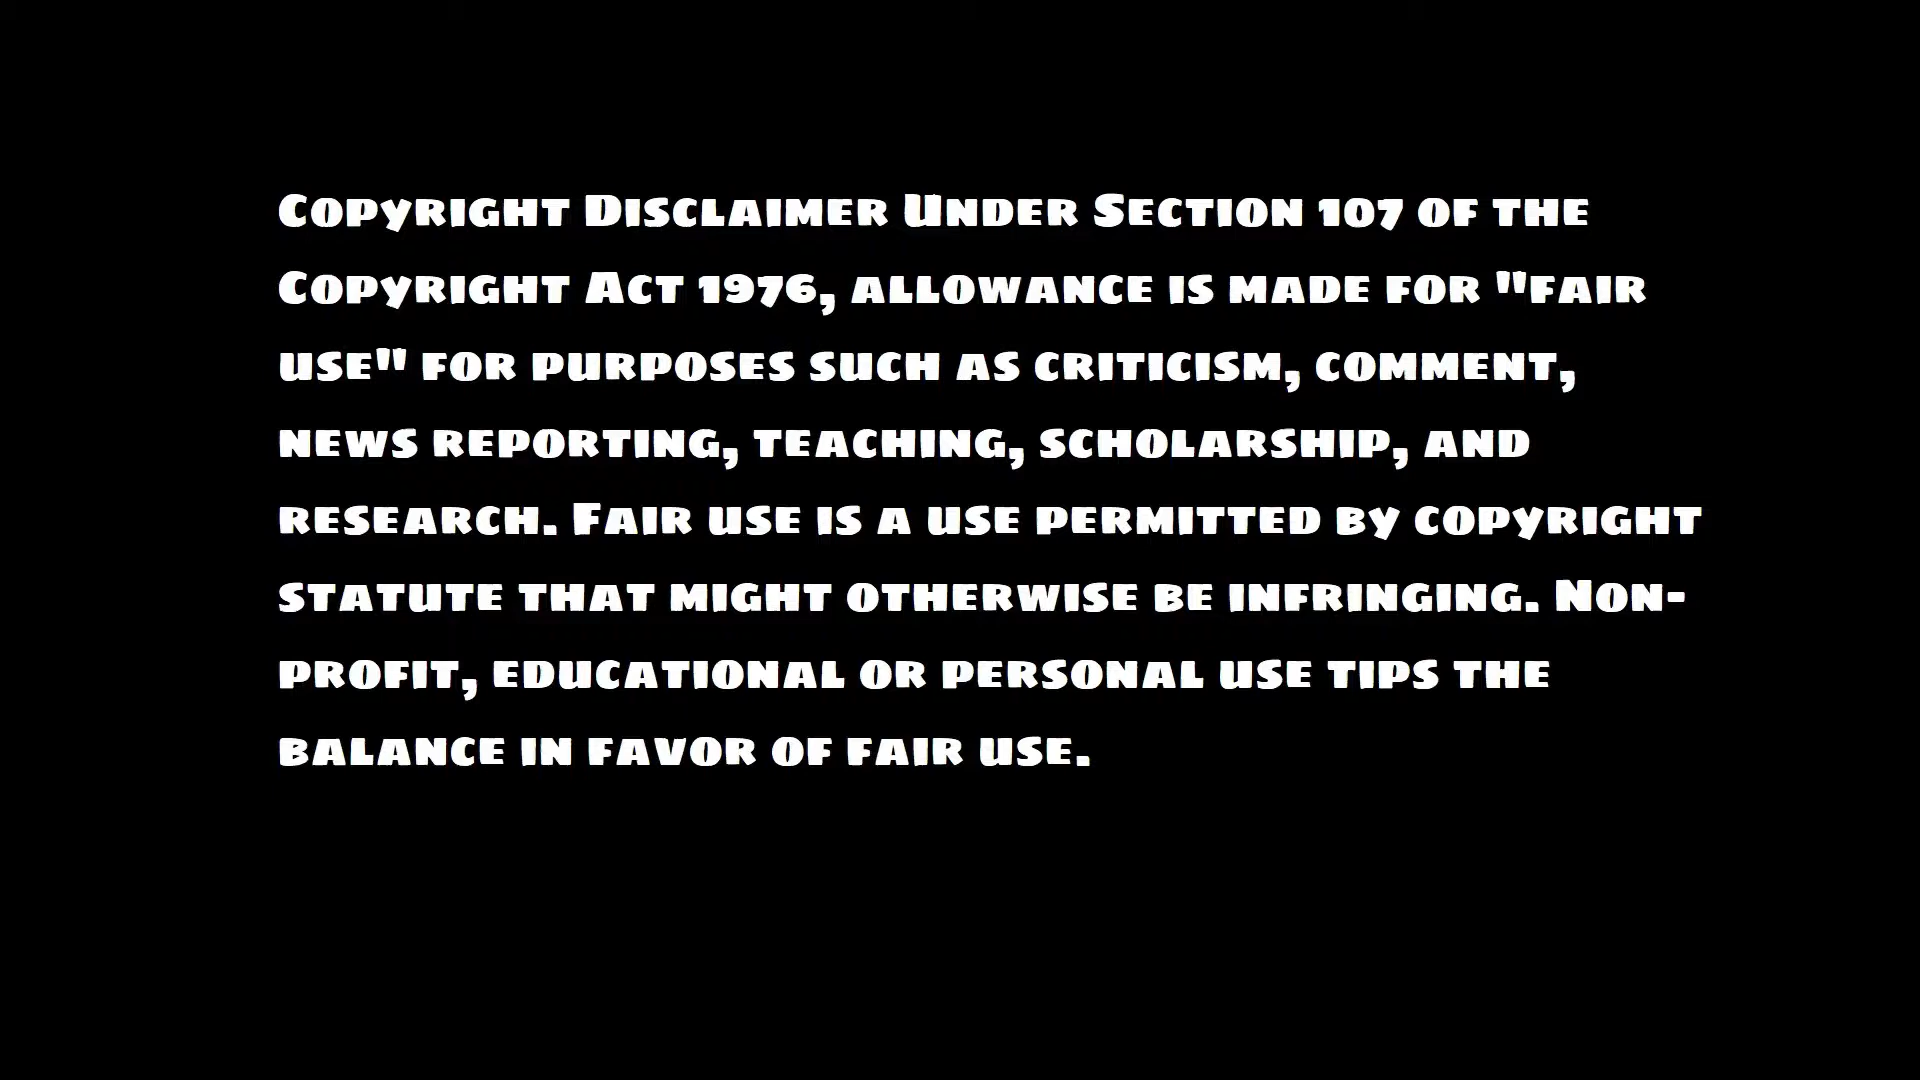 Copyright Disclaimer Under Section 107 of the
Copyright Act 1976, allowance is made for "fair
use" for purposes such as criticism, comment,
news reporting, teaching, scholarship, and
research. Fair use is a use permitted by copyright
statute that might otherwise be infringing. Non-
profit, educational or personal use tips the
balance in favor of fair use.